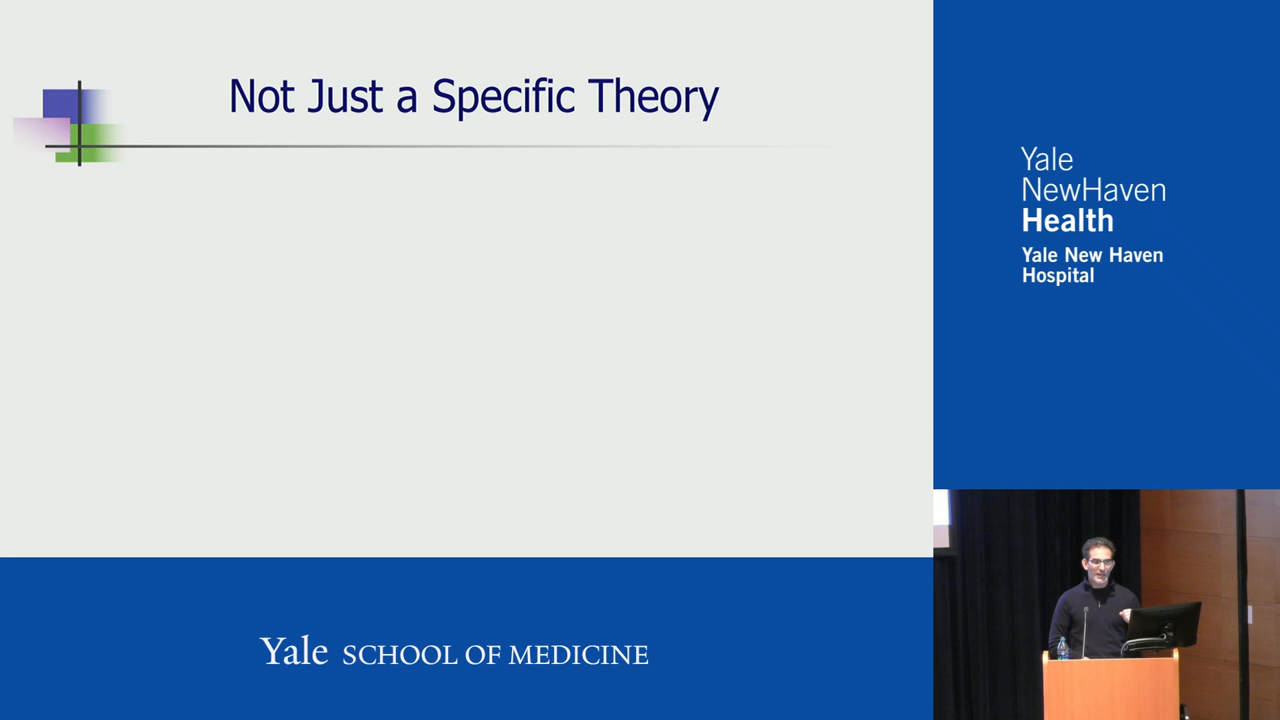 Not Just a Specific Theory
Yale
NewHaven
Health
Yale New Haven
Hospital
Yale SCHOOL OF MEDICINE